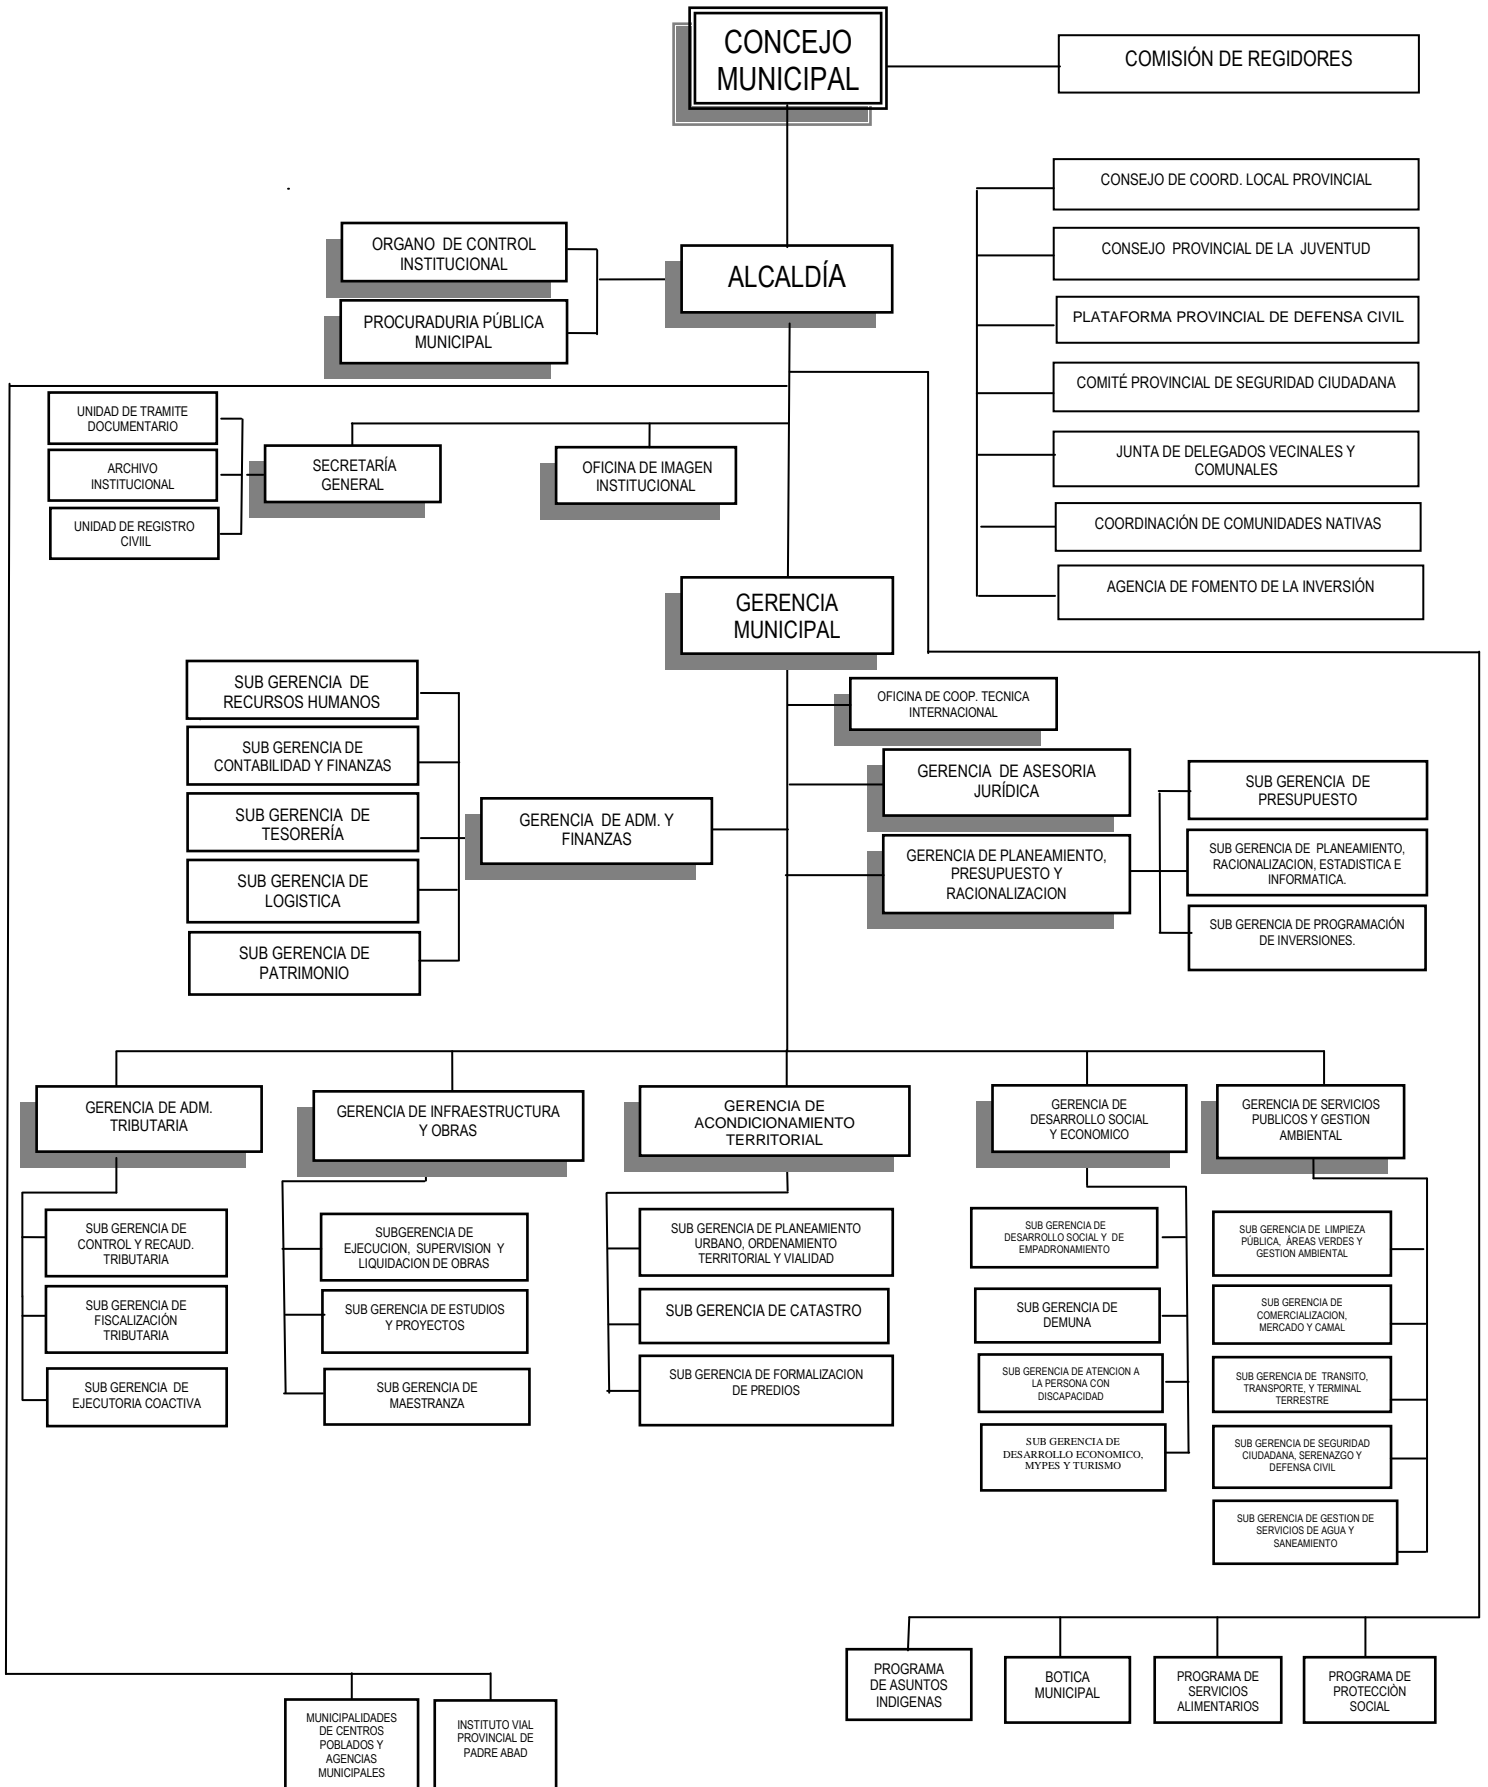 CONCEJO
MUNICIPAL
COMISIÓN DE REGIDORES
CONSEJO DE COORD. LOCAL PROVINCIAL
CONSEJO PROVINCIAL DE LA JUVENTUD
PLATAFORMA PROVINCIAL DE DEFENSA CIVIL
COMITÉ PROVINCIAL DE SEGURIDAD CIUDADANA
JUNTA DE DELEGADOS VECINALES Y
COMUNALES
COORDINACIÓN DE COMUNIDADES NATIVAS
AGENCIA DE FOMENTO DE LA INVERSIÓN
ORGANO DE CONTROL
INSTITUCIONAL
PROCURADURIA PÚBLICA
MUNICIPAL
ALCALDÍA
UNIDAD DE TRAMITE
DOCUMENTARIO
ARCHIVO
INSTITUCIONAL
UNIDAD DE REGISTRO
CIVIIL
SECRETARÍA
GENERAL
OFICINA DE IMAGEN
INSTITUCIONAL
GERENCIA
MUNICIPAL
SUB GERENCIA DE
RECURSOS HUMANOS
SUB GERENCIA DE
CONTABILIDAD Y FINANZAS
SUB GERENCIA DE
TESORERÍA
SUB GERENCIA DE
LOGISTICA
SUB GERENCIA DE
PATRIMONIO
GERENCIA DE ADM. Y
FINANZAS
OFICINA DE COOP. TECNICA
INTERNACIONAL
GERENCIA DE ASESORIA
JURÍDICA
GERENCIA DE PLANEAMIENTO,
PRESUPUESTO Y
RACIONALIZACION
SUB GERENCIA DE
PRESUPUESTO
SUB GERENCIA DE PLANEAMIENTO,
RACIONALIZACION, ESTADISTICA E
INFORMATICA.
SUB GERENCIA DE PROGRAMACIÓN
DE INVERSIONES.
GERENCIA DE ADM.
TRIBUTARIA
SUB GERENCIA DE
CONTROL Y RECAUD.
TRIBUTARIA
SUB GERENCIA DE
FISCALIZACIÓN
TRIBUTARIA
SUB GERENCIA DE
EJECUTORIA COACTIVA
GERENCIA DE INFRAESTRUCTURA
Y OBRAS
SUBGERENCIA DE
EJECUCION, SUPERVISION Y
LIQUIDACION DE OBRAS
SUB GERENCIA DE ESTUDIOS
Y PROYECTOS
SUB GERENCIA DE
MAESTRANZA
GERENCIA DE
ACONDICIONAMIENTO
TERRITORIAL
SUB GERENCIA DE PLANEAMIENTO
URBANO, ORDENAMIENTO
TERRITORIAL Y VIALIDAD
SUB GERENCIA DE CATASTRO
SUB GERENCIA DE FORMALIZACION
DE PREDIOS
GERENCIA DE
DESARROLLO SOCIAL
Y ECONOMICO
SUB GERENCIA DE
DESARROLLO SOCIAL Y DE
EMPADRONAMIENTO
SUB GERENCIA DE
DEMUNA
SUB GERENCIA DE ATENCION A
LA PERSONA CON
DISCAPACIDAD
SUB GERENCIA DE
DESARROLLO ECONOMICO,
MYPES Y TURISMO
GERENCIA DE SERVICIOS
PUBLICOS Y GESTION
AMBIENTAL
SUB GERENCIA DE LIMPIEZA
PÚBLICA, ÁREAS VERDES Y
GESTION AMBIENTAL
SUB GERENCIA DE
COMERCIALIZACION,
MERCADO Y CAMAL
SUB GERENCIA DE TRANSITO,
TRANSPORTE, Y TERMINAL
TERRESTRE
SUB GERENCIA DE SEGURIDAD
CIUDADANA, SERENAZGO Y
DEFENSA CIVIL
SUB GERENCIA DE GESTION DE
SERVICIOS DE AGUA Y
SANEAMIENTO
PROGRAMA
DE ASUNTOS
INDIGENAS
BOTICA
MUNICIPAL
PROGRAMA DE
SERVICIOS
ALIMENTARIOS
PROGRAMA DE
PROTECCIÒN
SOCIAL
MUNICIPALIDADES
DE CENTROS
POBLADOS Y
AGENCIAS
MUNICIPALES
INSTITUTO VIAL
PROVINCIAL DE
PADRE ABAD